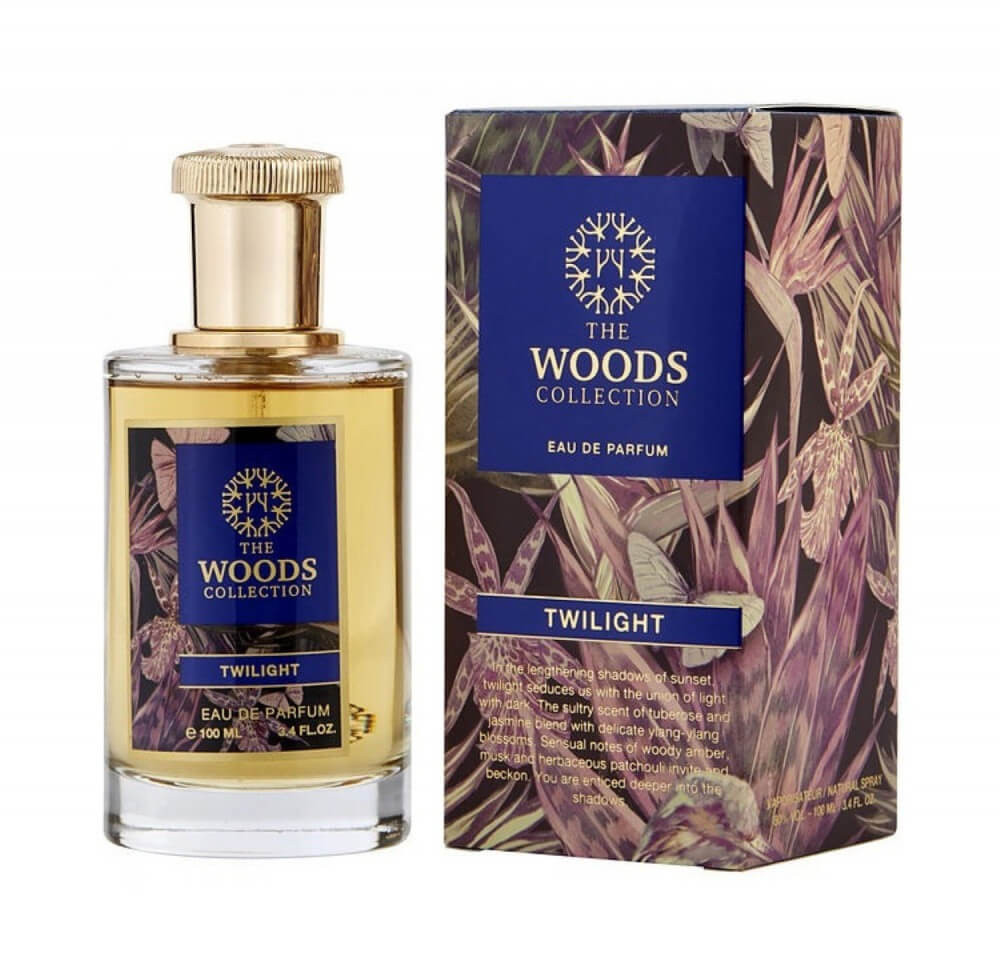 THE
WOODS
COLLECTION
TWILIGHT
EAU DE PARFUM
e 100 ML 3.4 FL.OZ.
THE
WOODS
COLLECTION
EAU DE PARFUM
TWILIGHT
In the lengthening shadows of sunset,
twilight seduces us with the union of light
with dark. The sultry scent of tuberose and
jasmine blend with delicate ylang-ylang
blossoms. Sensual notes of woody amber,
musk and herbaceous patchouli invite and
beckon. You are enticed deeper into the
shadows.
VAPORISATEUR / NATURAL SPRAY
80% VOL - 100 ML 3.4 FL. OZ.